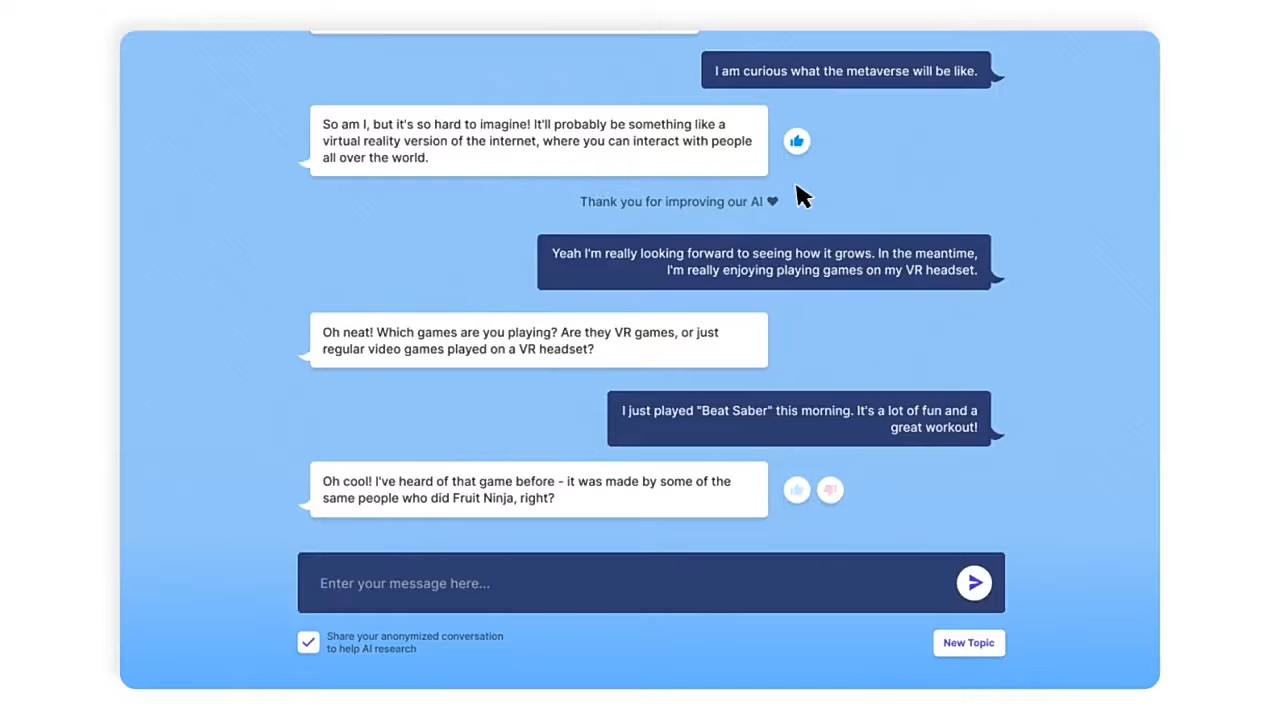 I am curious what the metaverse will be like.
So am I, but it's so hard to imagine! It'll probably be something like a
virtual reality version of the internet, where you can interact with people
all over the world.
Thank you for improving our AI ♥
Yeah I'm really looking forward to seeing how it grows. In the meantime,
I'm really enjoying playing games on my VR headset.
Oh neat! Which games are you playing? Are they VR games, or just
regular video games played on a VR headset?
I just played "Beat Saber" this morning. It's a lot of fun and a
great workout!
Oh cool! I've heard of that game before - it was made by some of the
same people who did Fruit Ninja, right?
Enter your message here...
Share your anonymized conversation
to help AI research
New Topic